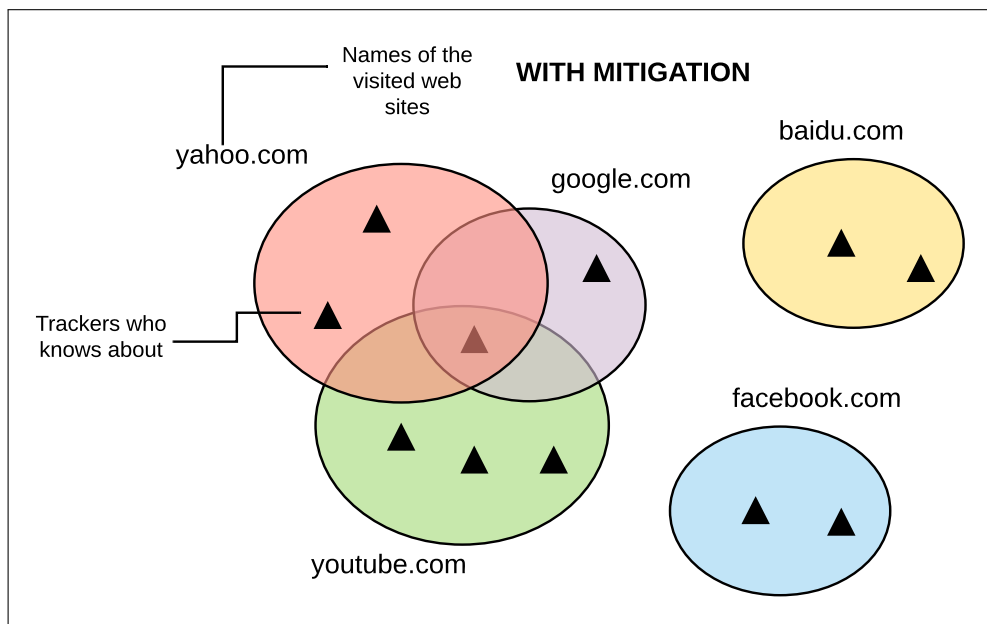 Names of the
visited web
sites
WITH MITIGATION
baidu.com
yahoo.com
google.com
Trackers who
knows about
facebook.com
youtube.com